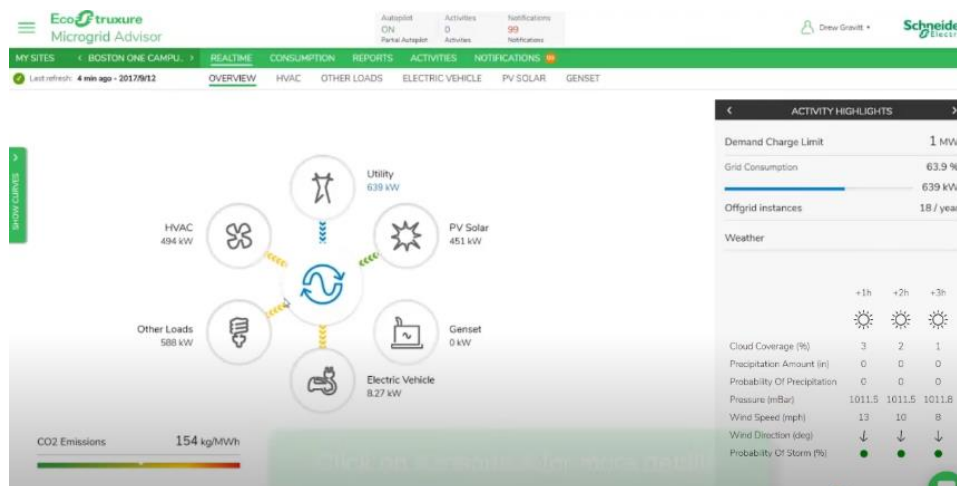 EcoStruxure
Microgrid Advisor
Autopilot Activities Notifications
ON 0 99
Partial Autopilot Activities Notifications
Drew Gravitt
Schneide
Electri
MY SITES < BOSTON ONE CAMPU.. > REALTIME CONSUMPTION REPORTS ACTIVITIES NOTIFICATIONS
Last refresh: 4 min ago - 2017/9/12 OVERVIEW HVAC OTHER LOADS ELECTRIC VEHICLE PV SOLAR GENSET
< ACTIVITY HIGHLIGHTS >
SHOW CURVES
Utility
639 kW
HVAC
494 kW
PV Solar
451 kW
Other Loads
588 kW
Genset
0 kW
Electric Vehicle
8.27 kW
CO2 Emissions 154 kg/MWh
Demand Charge Limit 1 MW
Grid Consumption 63.9 %
639 kW
Offgrid instances 18 / year
Weather
+1h +2h +3h
Cloud Coverage (%) 3 2 1
Precipitation Amount (in) 0 0 0
Probability Of Precipitation 0 0 0
Pressure (mBar) 1011.5 1011.5 1011.8
Wind Speed (mph) 13 10 8
Wind Direction (deg)
Probability Of Storm (%)